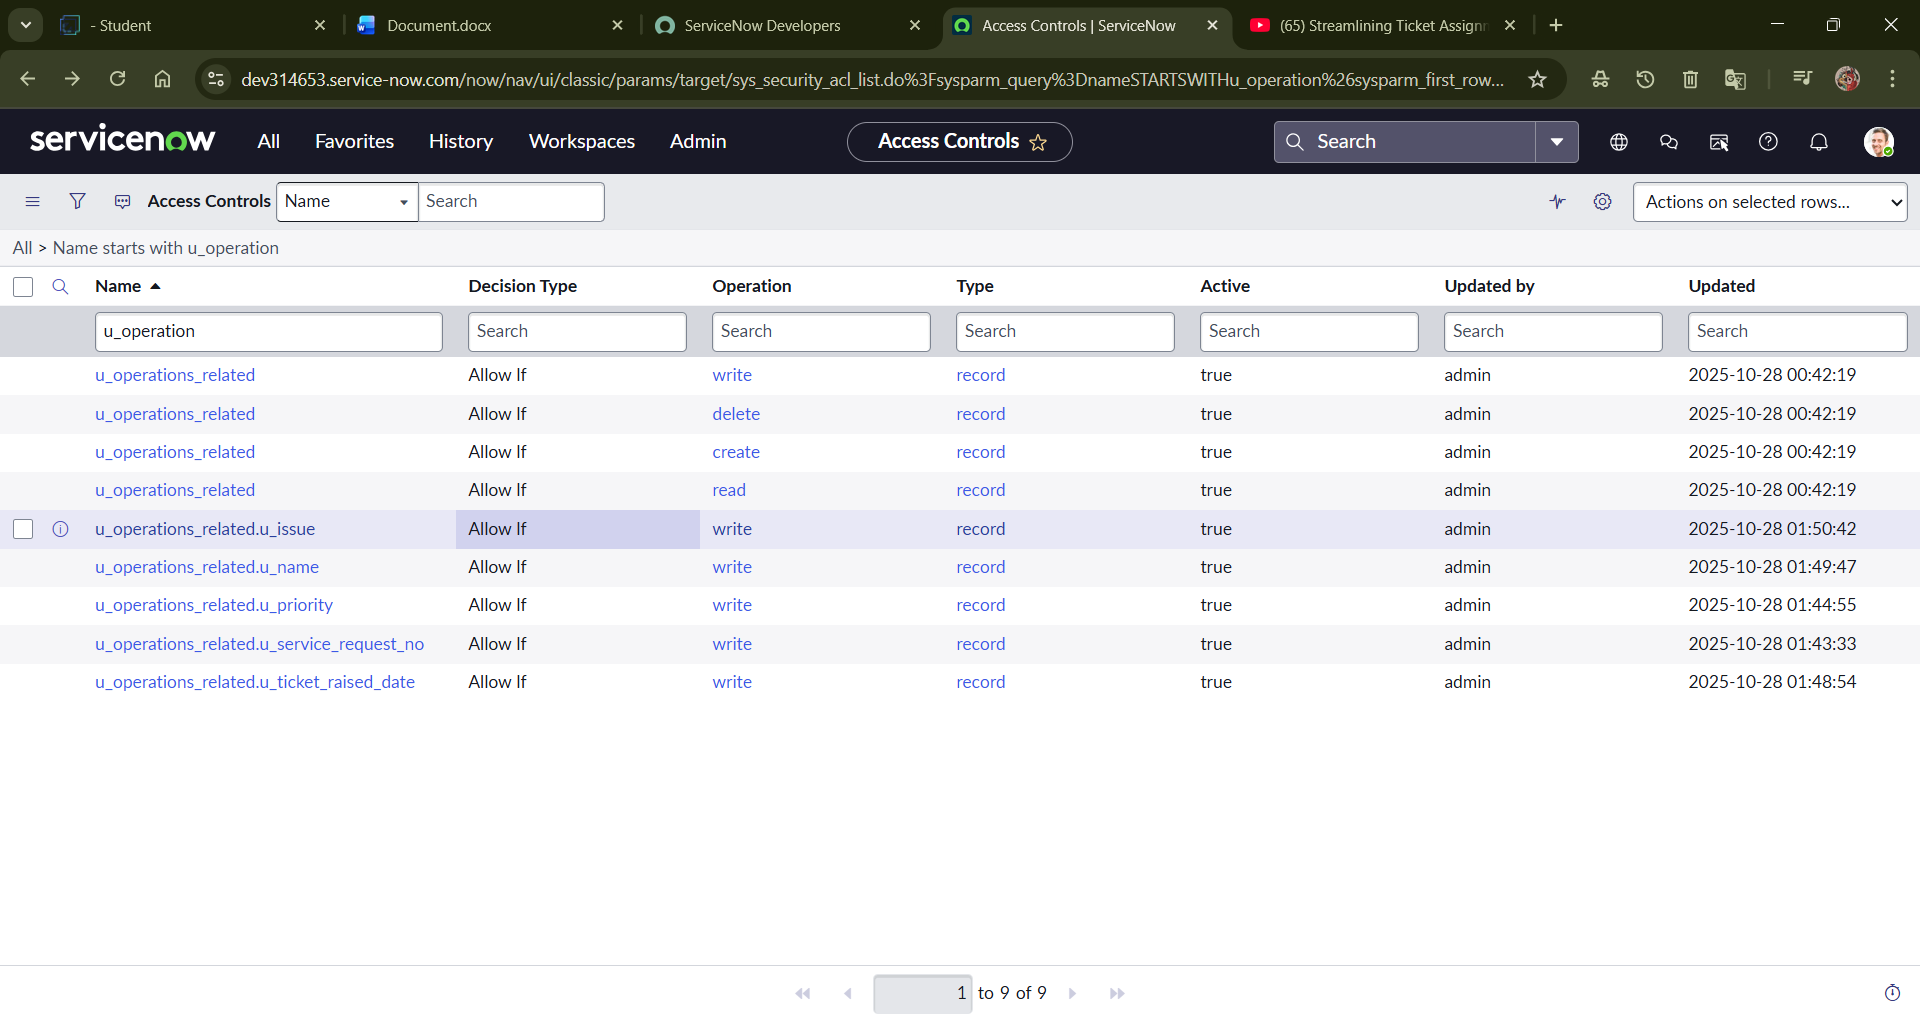 - Student
Document.docx
ServiceNow Developers
Access Controls | ServiceNow
(65) Streamlining Ticket Assign
dev314653.service-now.com/now/nav/ui/classic/params/target/sys_security_acl_list.do%3Fsysparm_query%3DnameSTARTSWITHu_operation%26sysparm_first_row...
servicenow All Favorites History Workspaces Admin Access Controls Search
Access Controls Name Search Actions on selected rows...
All > Name starts with u_operation
Name Decision Type Operation Type Active Updated by Updated
u_operation Search Search Search Search Search Search
u_operations_related Allow If write record true admin 2025-10-28 00:42:19
u_operations_related Allow If delete record true admin 2025-10-28 00:42:19
u_operations_related Allow If create record true admin 2025-10-28 00:42:19
u_operations_related Allow If read record true admin 2025-10-28 00:42:19
u_operations_related.u_issue Allow If write record true admin 2025-10-28 01:50:42
u_operations_related.u_name Allow If write record true admin 2025-10-28 01:49:47
u_operations_related.u_priority Allow If write record true admin 2025-10-28 01:44:55
u_operations_related.u_service_request_no Allow If write record true admin 2025-10-28 01:43:33
u_operations_related.u_ticket_raised_date Allow If write record true admin 2025-10-28 01:48:54
1 to 9 of 9